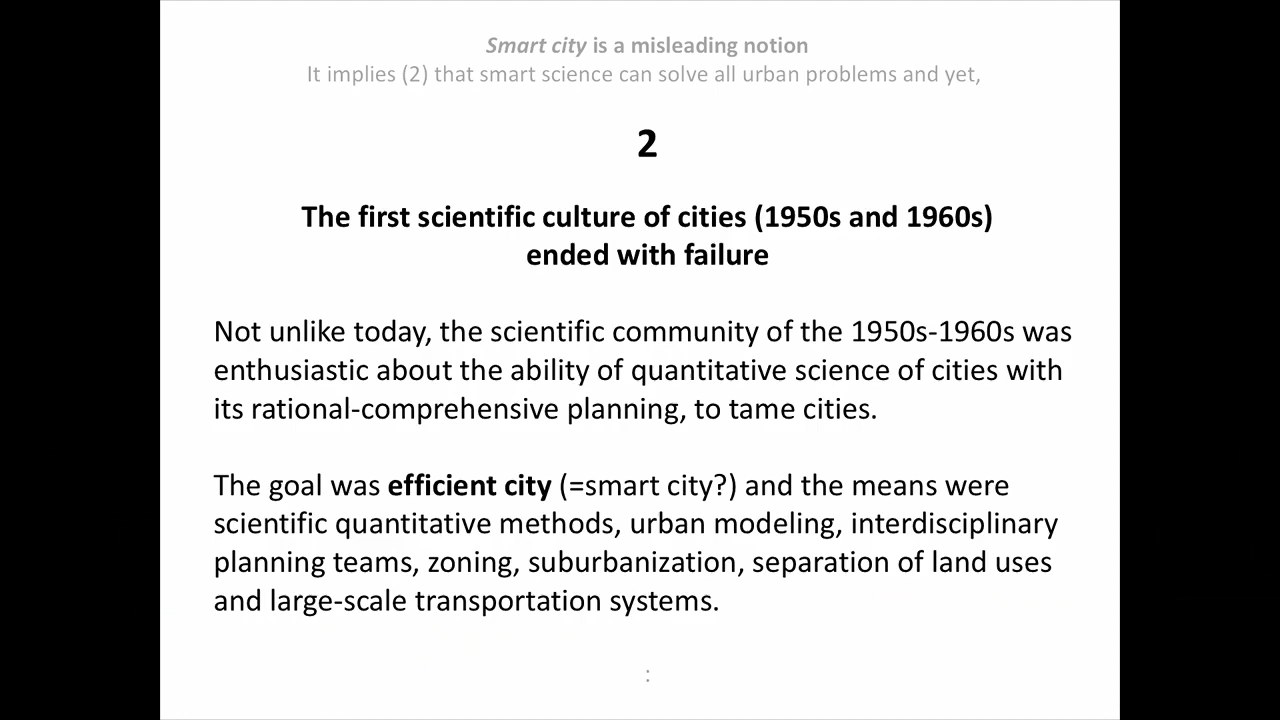 Smart city is a misleading notion
It implies (2) that smart science can solve all urban problems and yet,
2
The first scientific culture of cities (1950s and 1960s)
ended with failure
Not unlike today, the scientific community of the 1950s-1960s was
enthusiastic about the ability of quantitative science of cities with
its rational-comprehensive planning, to tame cities.
The goal was efficient city (=smart city?) and the means were
scientific quantitative methods, urban modeling, interdisciplinary
planning teams, zoning, suburbanization, separation of land uses
and large-scale transportation systems.
: